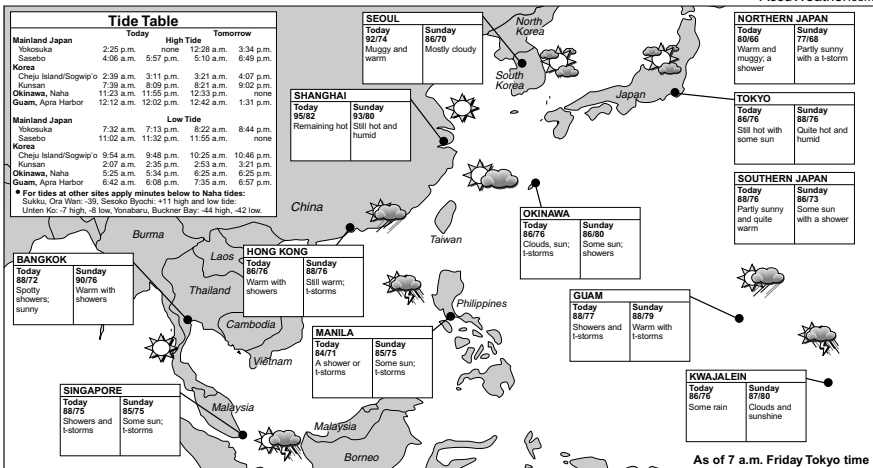 Tide Table
Today Tomorrow
Mainland Japan High Tide
Yokosuka 2:25 p.m. none 12:28 a.m. 3:34 p.m.
Sasebo 4:06 a.m. 5:57 p.m. 5:10 a.m. 6:49 p.m.
Korea
Cheju Island/Sogwip'o 2:39 a.m. 3:11 p.m. 3:21 a.m. 4:07 p.m.
Kunsan 7:39 a.m. 8:09 p.m. 8:21 a.m. 9:02 p.m.
Okinawa, Naha 11:23 a.m. 11:55 p.m. 12:33 p.m. none
Guam, Apra Harbor 12:12 a.m. 12:02 p.m. 12:42 a.m. 1:31 p.m.
Mainland Japan Low Tide
Yokosuka 7:32 a.m. 7:13 p.m. 8:22 a.m. 8:44 p.m.
Sasebo 11:02 a.m. 11:32 p.m. 11:55 a.m. none
Korea
Cheju Island/Sogwip'o 9:54 a.m. 9:48 p.m. 10:25 a.m. 10:46 p.m.
Kunsan 2:07 a.m. 2:35 p.m. 2:53 a.m. 3:21 p.m.
Okinawa, Naha 5:25 a.m. 5:34 p.m. 6:25 a.m. 6:25 p.m.
Guam, Apra Harbor 6:42 a.m. 6:08 p.m. 7:35 a.m. 6:57 p.m.
• For tides at other sites apply minutes below to Naha tides:
Sukku, Ora Wan: -39, Sesoko Byochi: +11 high and low tide:
Unten Ko: -7 high, -8 low, Yonabaru, Buckner Bay: -44 high, -42 low.
SEOUL
Today Sunday
92/74 86/70
Muggy and Mostly cloudy
warm
North
Korea
South
Korea
Japan
NORTHERN JAPAN
Today Sunday
80/66 77/68
Warm and Partly sunny
muggy; a with a t-storm
shower
SHANGHAI
Today Sunday
95/82 93/80
Remaining hot Still hot and
humid
TOKYO
Today Sunday
86/76 88/76
Still hot with Quite hot and
some sun humid
SOUTHERN JAPAN
Today Sunday
88/76 86/73
Partly sunny Some sun
and quite with a shower
warm
China
Taiwan
OKINAWA
Today Sunday
86/76 86/80
Clouds, sun; Some sun;
t-storms showers
Burma
Laos
Thailand
Cambodia
Vietnam
Philippines
BANGKOK
Today Sunday
88/72 90/76
Spotty Warm with
showers; showers
sunny
HONG KONG
Today Sunday
86/76 88/76
Warm with Still warm;
showers t-storms
GUAM
Today Sunday
88/77 88/79
Showers and Warm with
t-storms t-storms
MANILA
Today Sunday
84/71 85/75
A shower or Some sun;
t-storms t-storms
KWAJALEIN
Today Sunday
86/76 87/80
Some rain Clouds and
sunshine
SINGAPORE
Today Sunday
88/75 85/75
Showers and Some sun;
t-storms t-storms
Malaysia
Malaysia
Borneo
As of 7 a.m. Friday Tokyo time